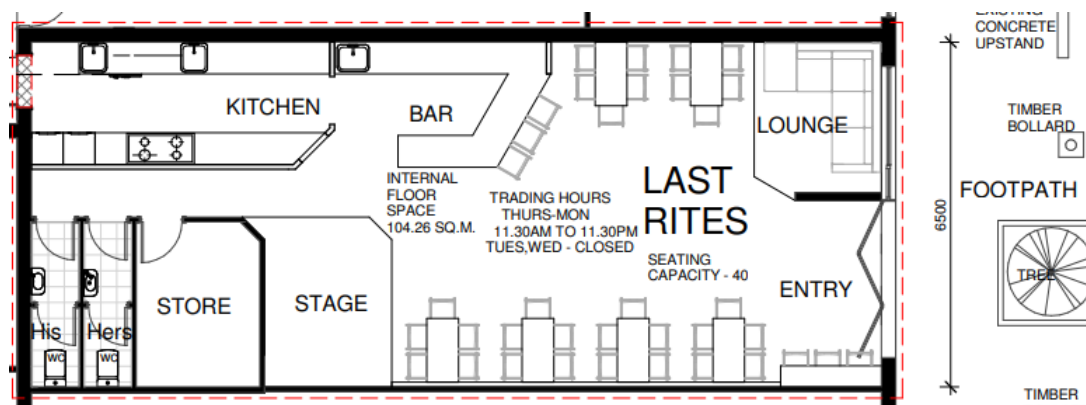 EXISTING
CONCRETE
UPSTAND
KITCHEN
BAR
LOUNGE
TIMBER
BOLLARD
INTERNAL
FLOOR
SPACE
104.26 SQ.M.
TRADING HOURS
THURS-MON
11.30AM TO 11.30PM
TUES,WED - CLOSED
LAST
RITES
SEATING
CAPACITY - 40
FOOTPATH
6500
TREE
ENTRY
STORE
STAGE
His
Hers
WC
WC
TIMBER